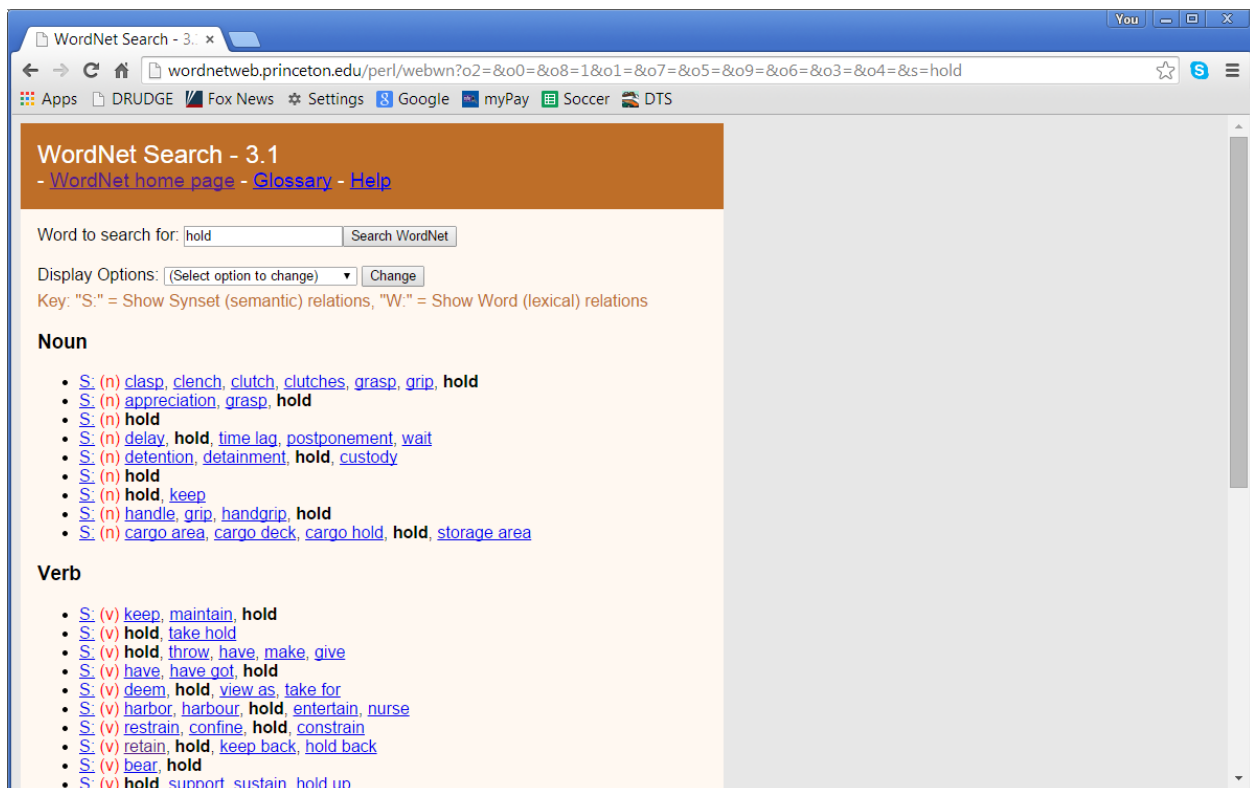 You
WordNet Search - 3.
wordnetweb.princeton.edu/perl/webwn?o2=&o0=&o8=1&o1=&o7=&o5=&o9=&o6=&o3=&o4=&s=hold
Apps DRUDGE Fox News Settings Google myPay Soccer DTS
WordNet Search - 3.1
- WordNet home page - Glossary - Help
Word to search for: hold Search WordNet
Display Options: (Select option to change) Change
Key: "S:" = Show Synset (semantic) relations, "W:" = Show Word (lexical) relations
Noun
• S: (n) clasp, clench, clutch, clutches, grasp, grip, hold
• S: (n) appreciation, grasp, hold
• S: (n) hold
• S: (n) delay, hold, time lag, postponement, wait
• S: (n) detention, detainment, hold, custody
• S: (n) hold
• S: (n) hold, keep
• S: (n) handle, grip, handgrip, hold
• S: (n) cargo area, cargo deck, cargo hold, hold, storage area
Verb
• S: (v) keep, maintain, hold
• S: (v) hold, take hold
• S: (v) hold, throw, have, make, give
• S: (v) have, have got, hold
• S: (v) deem, hold, view as, take for
• S: (v) harbor, harbour, hold, entertain, nurse
• S: (v) restrain, confine, hold, constrain
• S: (v) retain, hold, keep back, hold back
• S: (v) bear, hold
• S: (v) hold, support, sustain, hold up